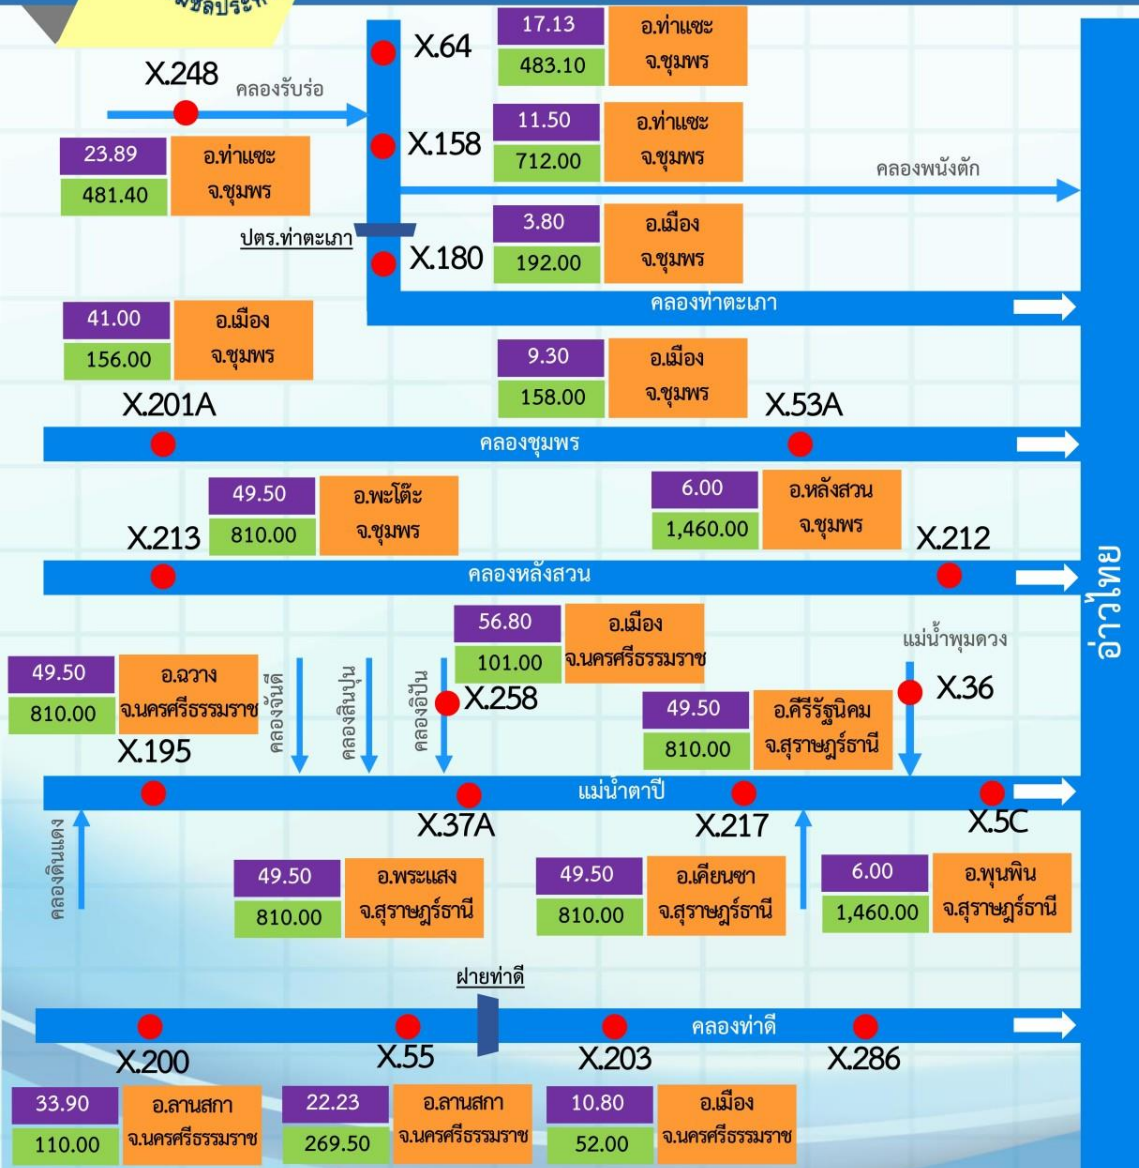 X.64
17.13
อ.ท่าแซะ
483.10
จ.ชุมพร
X.248
คลองรับร่อ
23.89
อ.ท่าแซะ
481.40
จ.ชุมพร
X.158
11.50
อ.ท่าแซะ
712.00
จ.ชุมพร
คลองพนังตัก
ปตร.ท่าตะเภา
X.180
3.80
อ.เมือง
192.00
จ.ชุมพร
คลองท่าตะเภา
41.00
อ.เมือง
156.00
จ.ชุมพร
X.201A
9.30
อ.เมือง
158.00
จ.ชุมพร
X.53A
คลองชุมพร
X.213
49.50
อ.พะโต๊ะ
810.00
จ.ชุมพร
6.00
อ.หลังสวน
1,460.00
จ.ชุมพร
X.212
คลองหลังสวน
อ่าวไทย
49.50
อ.ฉวาง
810.00
จ.นครศรีธรรมราช
X.195
คลองจันดี
คลองสินปุน
คลองอิปัน
56.80
อ.เมือง
101.00
จ.นครศรีธรรมราช
X.258
49.50
อ.คีรีรัฐนิคม
810.00
จ.สุราษฎร์ธานี
แม่น้ำพุมดวง
X.36
แม่น้ำตาปี
X.37A
X.217
X.5C
คลองดินแดง
49.50
อ.พระแสง
810.00
จ.สุราษฎร์ธานี
49.50
อ.เคียนซา
810.00
จ.สุราษฎร์ธานี
6.00
อ.พุนพิน
1,460.00
จ.สุราษฎร์ธานี
ฝายท่าดี
คลองท่าดี
X.200
X.55
X.203
X.286
33.90
อ.ลานสกา
110.00
จ.นครศรีธรรมราช
22.23
อ.ลานสกา
269.50
จ.นครศรีธรรมราช
10.80
อ.เมือง
52.00
จ.นครศรีธรรมราช